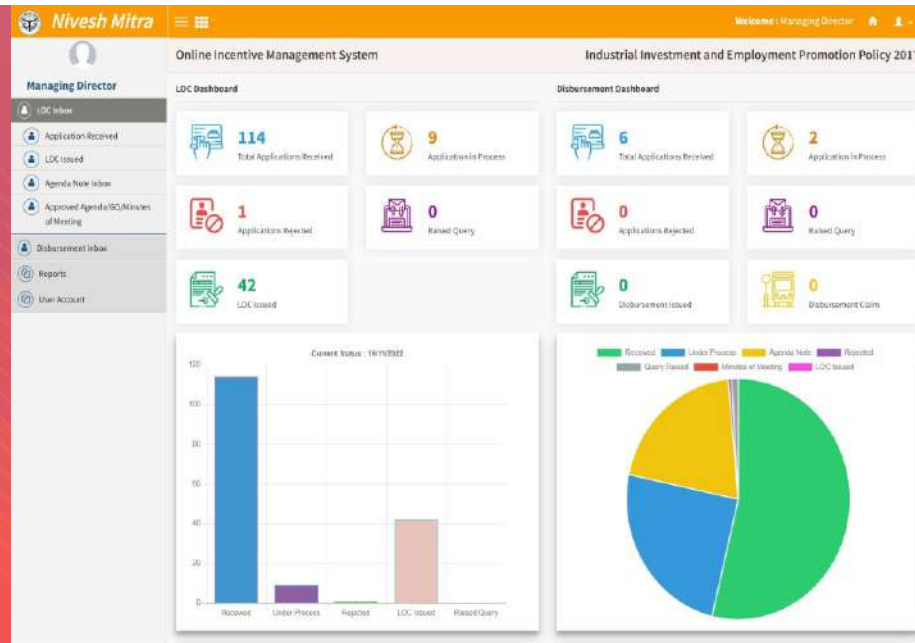 Nivesh Mitra
Welcome : Managing Director
Managing Director
LOC Inbox
Application Received
LOC Issued
Agenda Note Inbox
Approved Agenda/GO/Minutes
of Meeting
Disbursement Inbox
Reports
User Account
Online Incentive Management System
Industrial Investment and Employment Promotion Policy 201
LOC Dashboard
114
Total Applications Received
9
Application in Process
1
Applications Rejected
0
Raised Query
42
LOC Issued
Disbursement Dashboard
6
Total Applications Received
2
Application in Process
0
Applications Rejected
0
Raised Query
0
Disbursement Issued
0
Disbursement Claim
Current Status : 16/11/2022
120
100
80
60
40
20
0
Received Under Process Rejected LOC Issued Raised Query
Received Under Process Agenda Note Rejected
Query Raised Minutes of Meeting LOC Issued